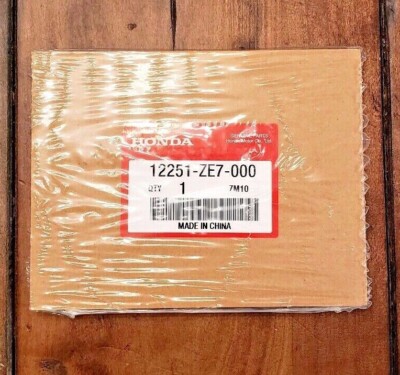 HONDA
12251-ZE7-000
QTY 1 7M10
MADE IN CHINA